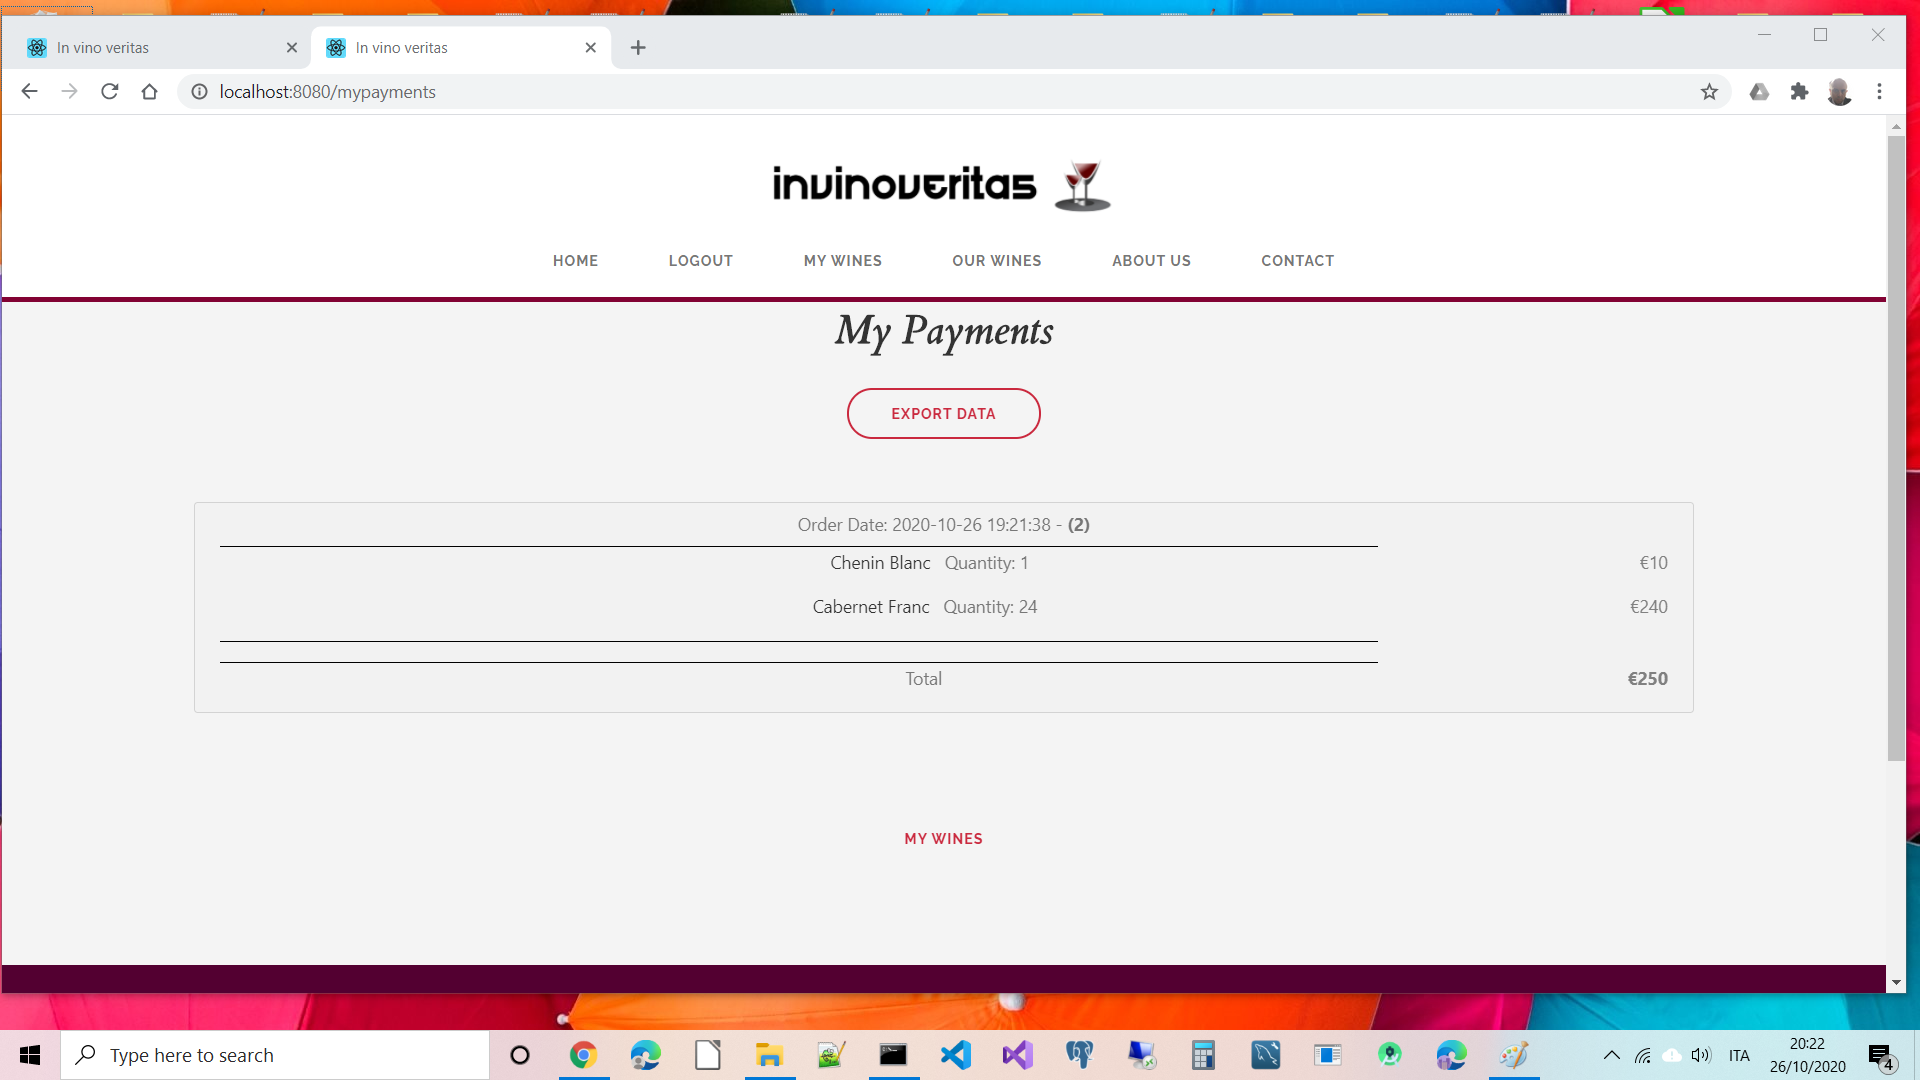 In vino veritas
In vino veritas
localhost:8080/mypayments
invinoveritas
HOME LOGOUT MY WINES OUR WINES ABOUT US CONTACT
My Payments
EXPORT DATA
Order Date: 2020-10-26 19:21:38 - (2)
Chenin Blanc Quantity: 1 €10
Cabernet Franc Quantity: 24 €240
Total €250
MY WINES
Type here to search
ITA
20:22
26/10/2020
4